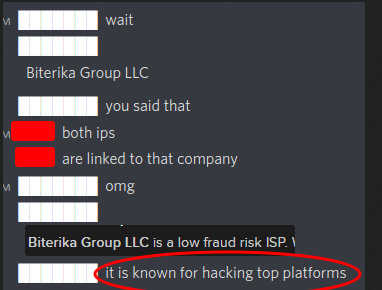 M wait
Biterika Group LLC
you said that
M both ips
are linked to that company
M omg
Biterika Group LLC is a low fraud risk ISP.
it is known for hacking top platforms